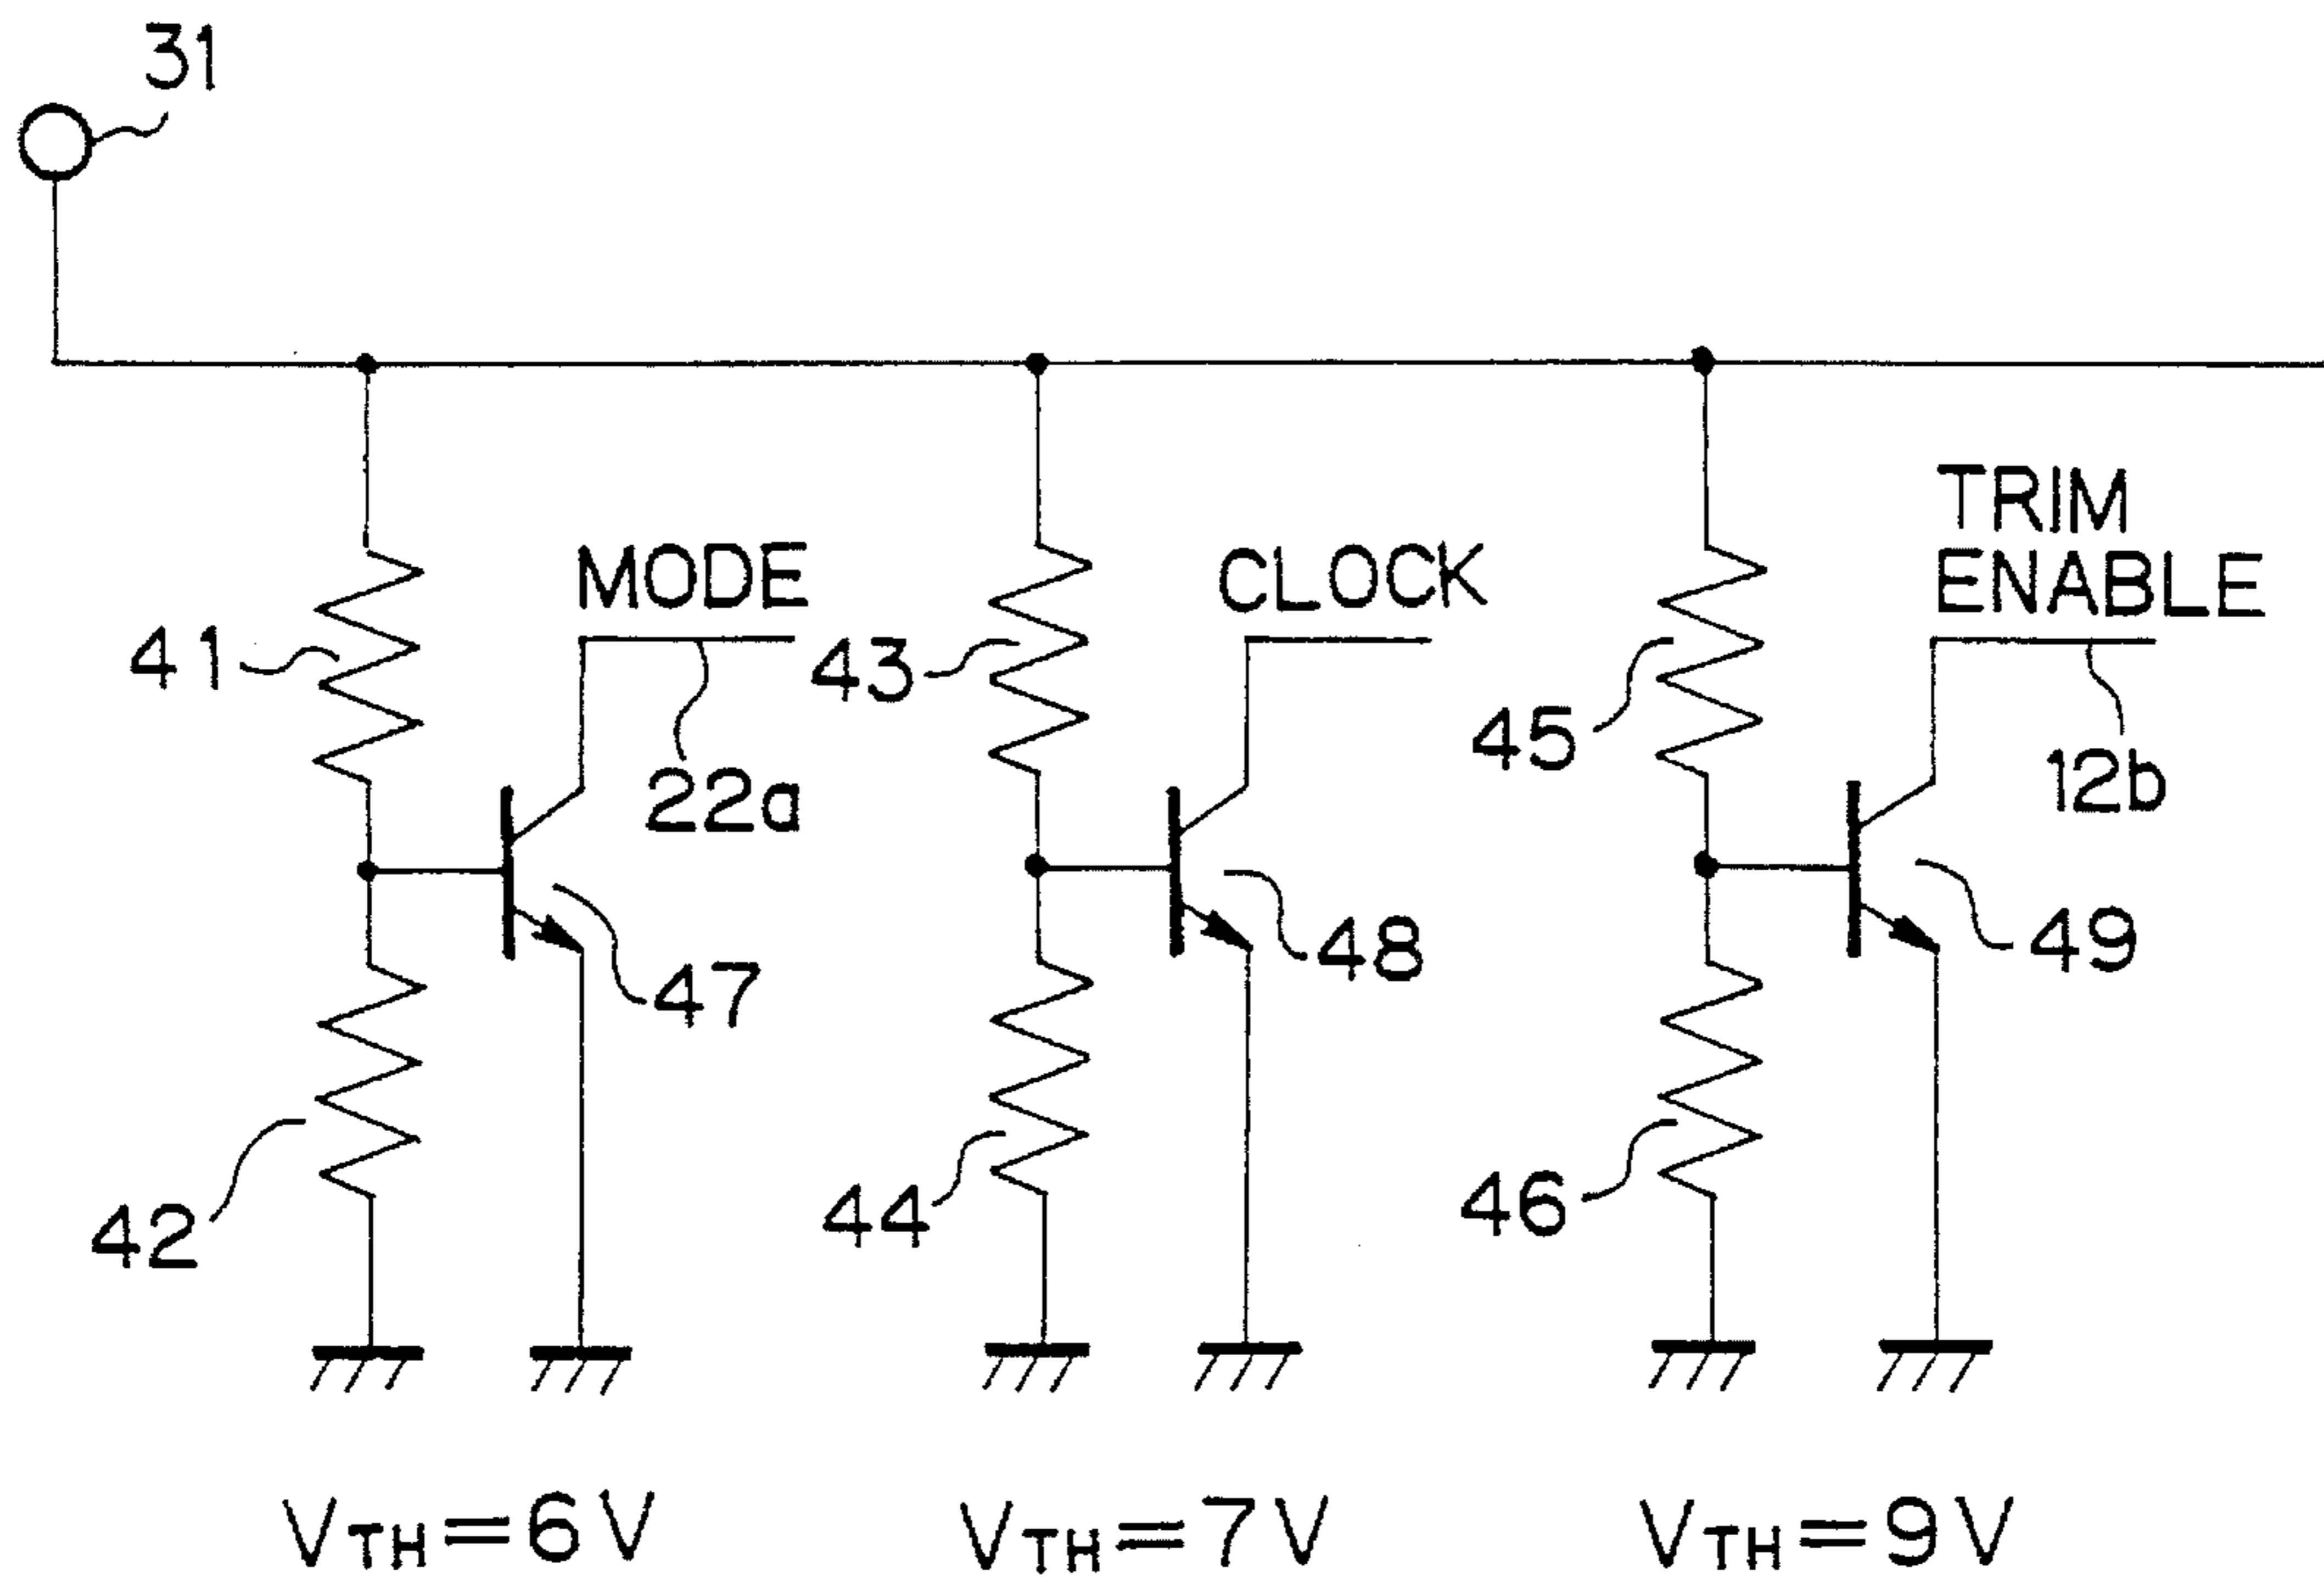 31
TRIM
ENABLE
MODE
CLOCK
41
43
45
22a
12b
47
48
49
42
44
46
VTH=6V
VTH=7V
VTH=9V